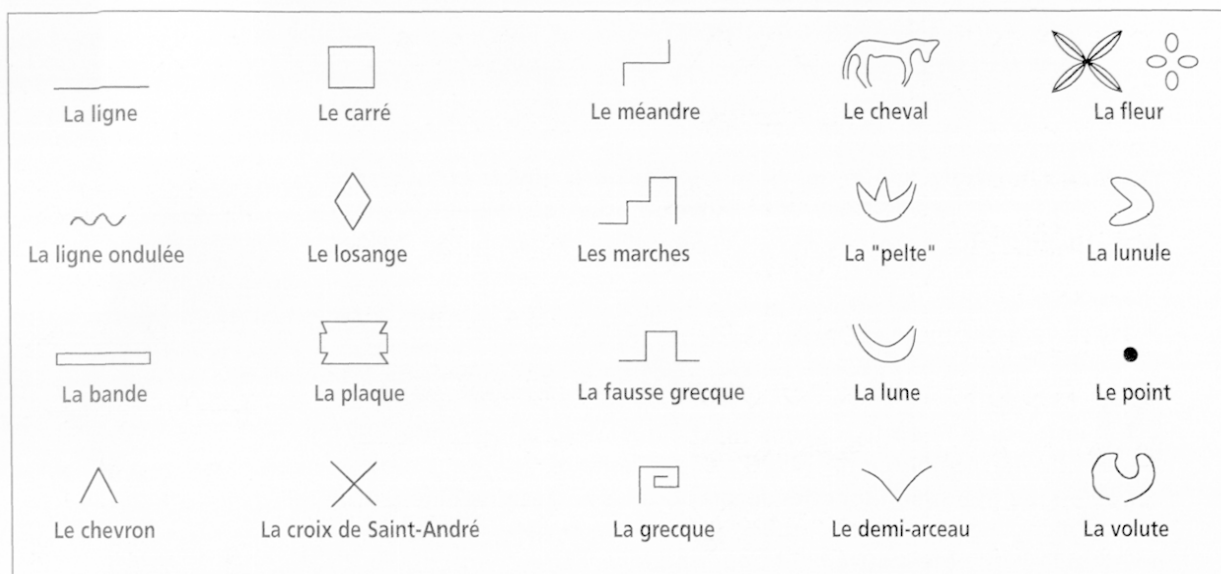 La ligne
Le carré
Le méandre
Le cheval
La fleur
La ligne ondulée
Le losange
Les marches
La "pelte"
La lunule
La bande
La plaque
La fausse grecque
La lune
Le point
Le chevron
La croix de Saint-André
La grecque
Le demi-arceau
La volute